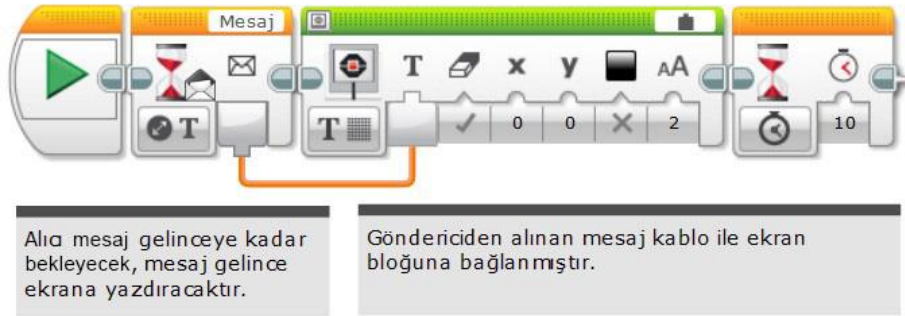 Mesaj
T x y AA
T T 0 0 2 10
Alıcı mesaj gelinceye kadar
bekleyecek, mesaj gelince
ekrana yazdıracaktır.
Göndericiden alınan mesaj kablo ile ekran
bloğuna bağlanmıştır.